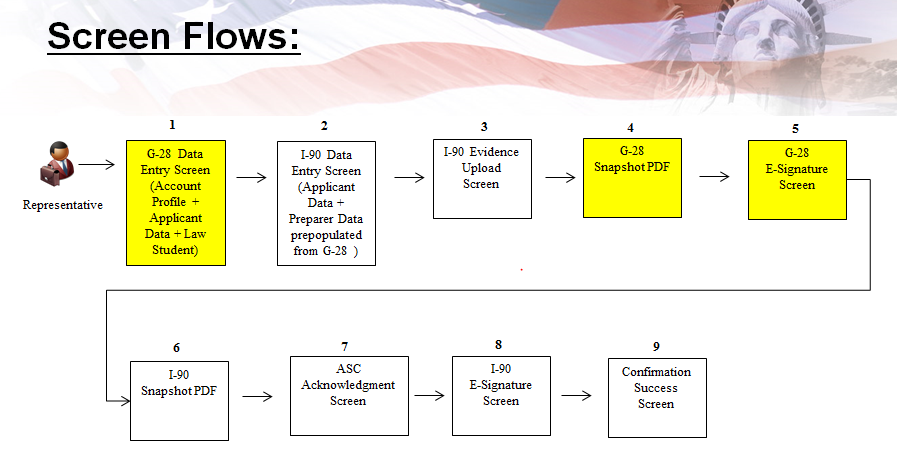 Screen Flows:
1
2
3
4
5
G-28 Data
Entry Screen
(Account
Profile +
Applicant
Data + Law
Student)
I-90 Data
Entry Screen
(Applicant
Data +
Preparer Data
prepopulated
from G-28 )
I-90 Evidence
Upload
Screen
G-28
Snapshot PDF
G-28
E-Signature
Screen
Representative
6
7
8
9
I-90
Snapshot PDF
ASC
Acknowledgment
Screen
I-90
E-Signature
Screen
Confirmation
Success
Screen